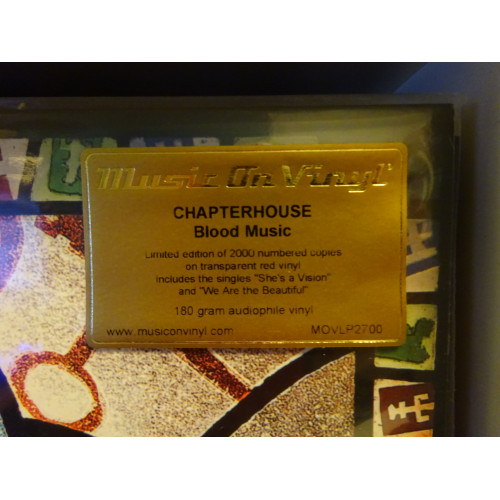 Music On Vinyl
CHAPTERHOUSE
Blood Music
Limited edition of 2000 numbered copies
on transparent red vinyl
includes the singles "She's a Vision"
and "We Are the Beautiful"
180 gram audiophile vinyl
www.musiconvinyl.com MOVLP2700